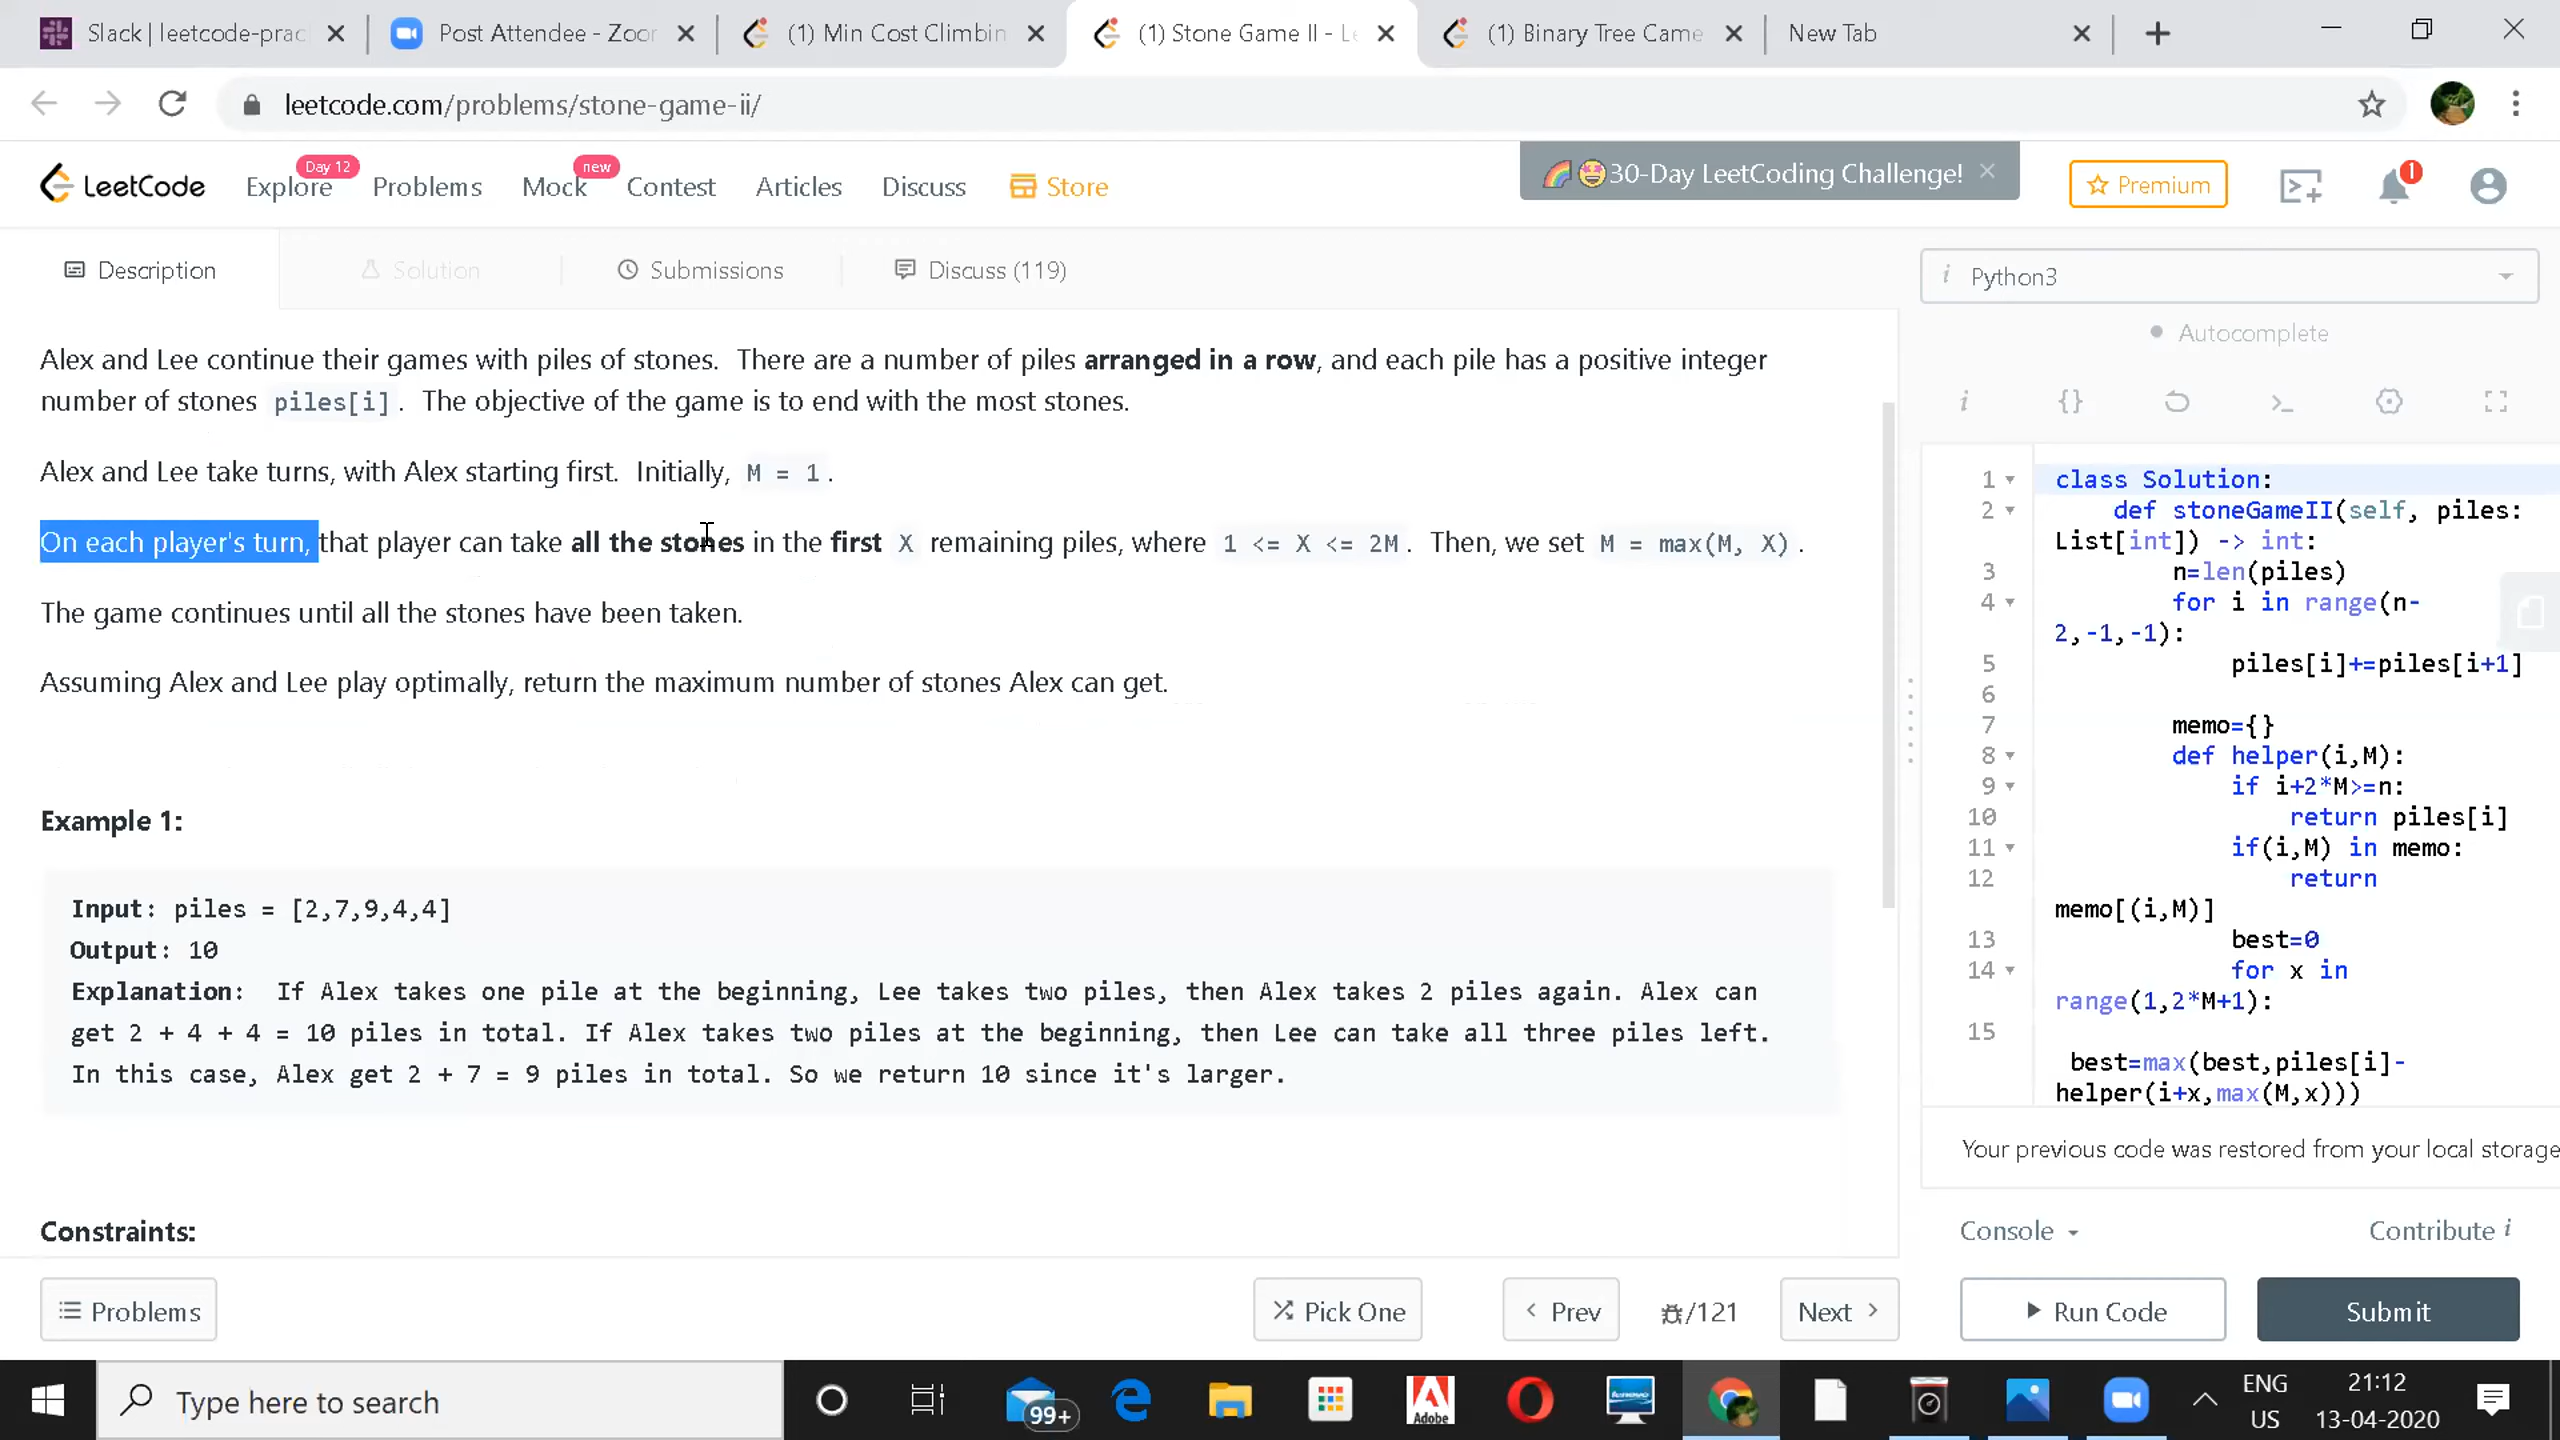 Slack | leetcode-prac
Post Attendee - Zoor
(1) Min Cost Climbin
(1) Stone Game II - Le
(1) Binary Tree Came
New Tab
leetcode.com/problems/stone-game-ii/
LeetCode
Explore
Day 12
Problems
Mock
new
Contest
Articles
Discuss
Store
🌈🤩30-Day LeetCoding Challenge!
Premium
1
Description
Solution
Submissions
Discuss (119)
Alex and Lee continue their games with piles of stones. There are a number of piles arranged in a row, and each pile has a positive integer
number of stones piles[i]. The objective of the game is to end with the most stones.
Alex and Lee take turns, with Alex starting first. Initially, M = 1.
On each player's turn, that player can take all the stones in the first X remaining piles, where 1 <= X <= 2M. Then, we set M = max(M, X).
The game continues until all the stones have been taken.
Assuming Alex and Lee play optimally, return the maximum number of stones Alex can get.
Example 1:
Input: piles = [2,7,9,4,4]
Output: 10
Explanation: If Alex takes one pile at the beginning, Lee takes two piles, then Alex takes 2 piles again. Alex can
get 2 + 4 + 4 = 10 piles in total. If Alex takes two piles at the beginning, then Lee can take all three piles left.
In this case, Alex get 2 + 7 = 9 piles in total. So we return 10 since it's larger.
Constraints:
Problems
Pick One
Prev
/121
Next
i Python3
Autocomplete
i {}
1 class Solution:
2 def stoneGameII(self, piles:
List[int]) -> int:
3 n=len(piles)
4 for i in range(n-
2,-1,-1):
5 piles[i]+=piles[i+1]
6
7 memo={}
8 def helper(i,M):
9 if i+2*M>=n:
10 return piles[i]
11 if(i,M) in memo:
12 return
memo[(i,M)]
13 best=0
14 for x in
range(1,2*M+1):
15
best=max(best,piles[i]-
helper(i+x,max(M,x)))
Your previous code was restored from your local storage
Console
Contribute i
Run Code
Submit
Type here to search
99+
Adobe
ENG
US
21:12
13-04-2020